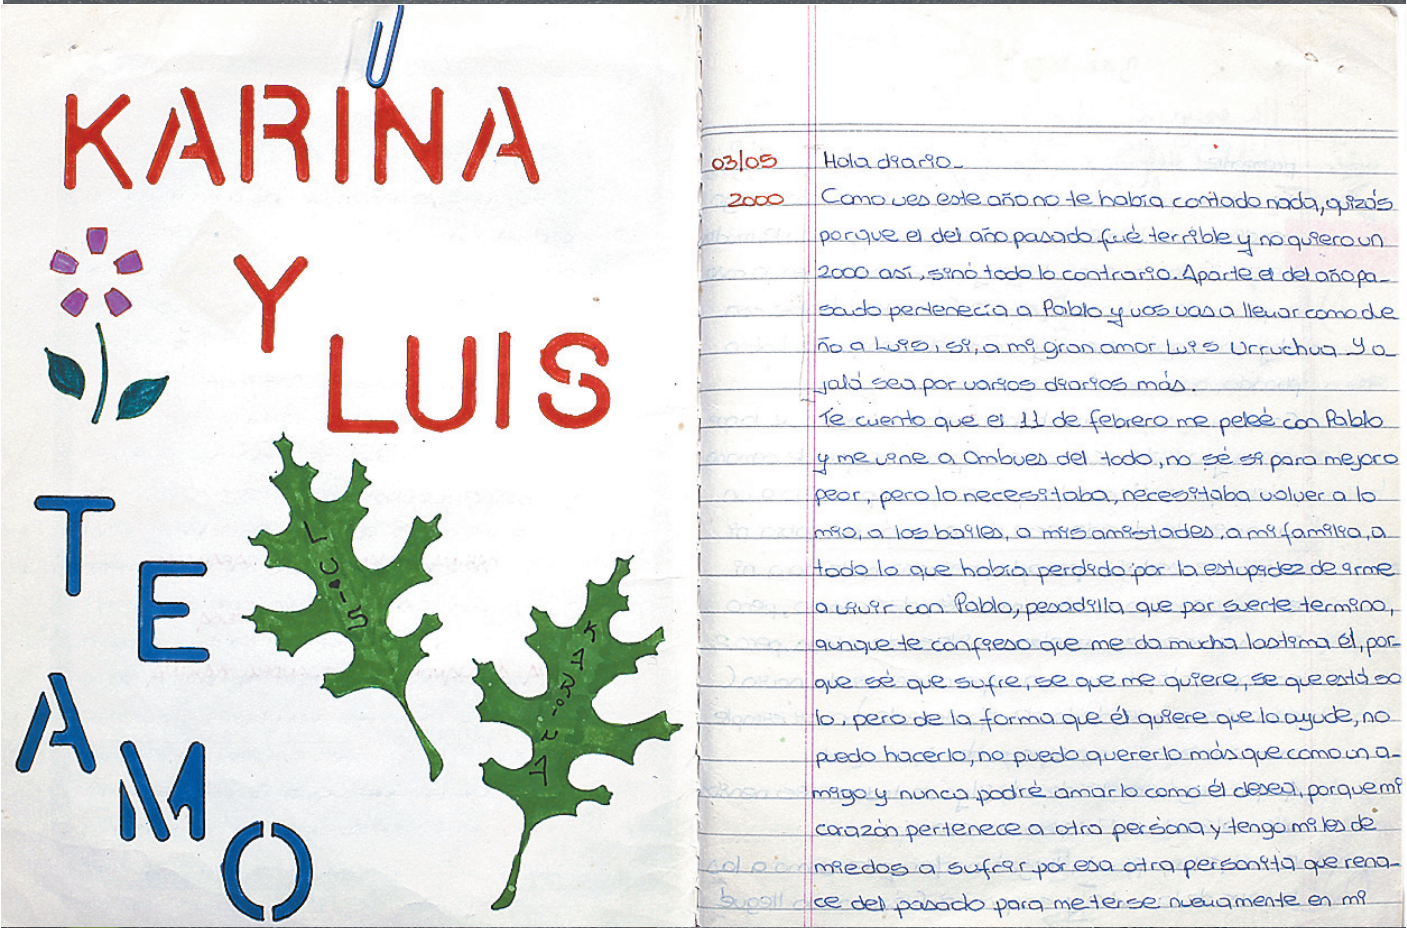 KARINA
Y
LUIS
TE
AMO
LUIS
KARINA
03/05
2000
Hola diario-
Como ves este año no te había contado nada, quizás
porque el del año pasado fué terrible y no quiero un
2000 así, sinó todo lo contrario. Aparte el del año pa-
sado pertenecía a Pablo y vos vas a llevar como de
ño a Luis, si, a mi gran amor Luis Urruchua y o
jalá sea por varios diarios más.
Te cuento que el 11 de febrero me peleé con Pablo
y me vine a Ombues del todo, no sé si para mejor o
peor, pero lo necesitaba, necesitaba volver a lo
mio, a los bailes, a mis amistades, a mi familia, a
todo lo que había perdido por la estupidez de irme
a vivir con Pablo, pesadilla que por suerte termino,
aunque te confieso que me da mucha lastima él, por-
que sé que sufre, se que me quiere, se que está so
lo, pero de la forma que él quiere que lo ayude, no
puedo hacerlo, no puedo quererlo más que como un a-
migo y nunca podré amarlo como él desea, porque mi
corazón pertenece a otra persona y tengo miles de
miedos a sufrir por esa otra personita que rena-
ce del pasado para meterse nuevamente en mi